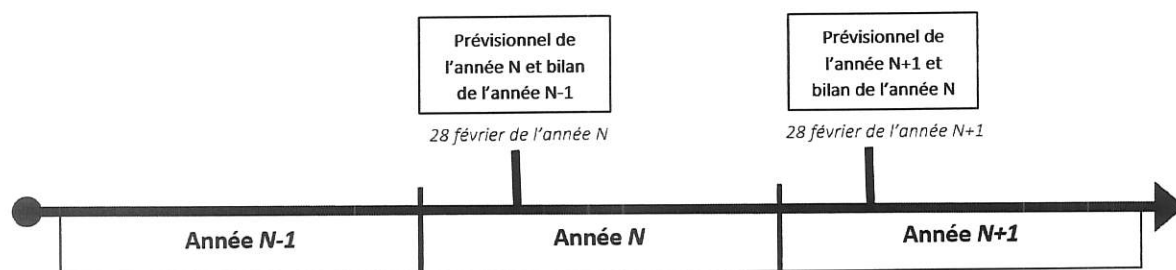 Prévisionnel de
l'année N et bilan
de l'année N-1
28 février de l'année N
Prévisionnel de
l'année N+1 et
bilan de l'année N
28 février de l'année N+1
Année N-1
Année N
Année N+1